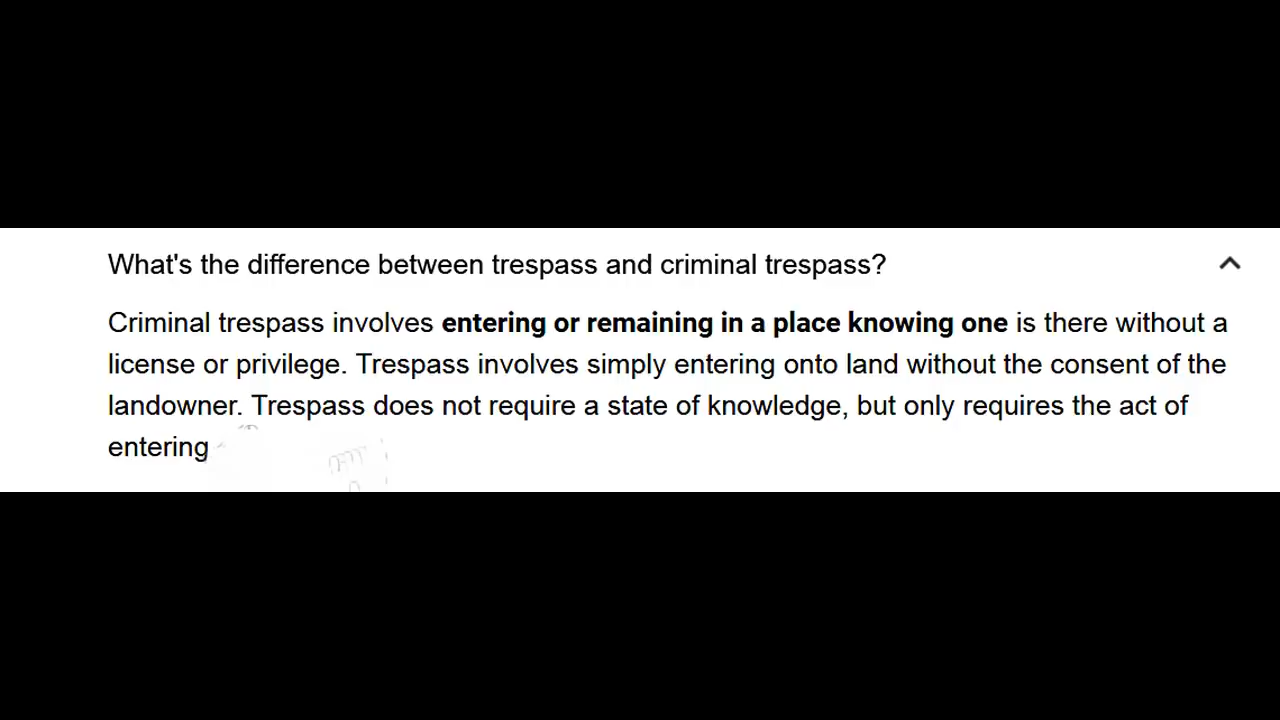 What's the difference between trespass and criminal trespass?
Criminal trespass involves entering or remaining in a place knowing one is there without a
license or privilege. Trespass involves simply entering onto land without the consent of the
landowner. Trespass does not require a state of knowledge, but only requires the act of
entering